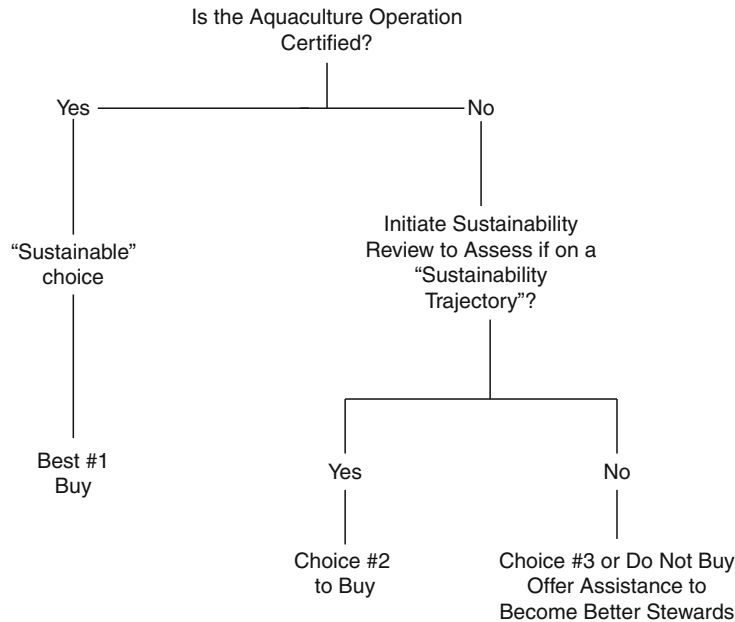 Is the Aquaculture Operation
Certified?
Yes
No
“Sustainable”
choice
Initiate Sustainability
Review to Assess if on a
“Sustainability
Trajectory”?
Best #1
Buy
Yes
No
Choice #2
to Buy
Choice #3 or Do Not Buy
Offer Assistance to
Become Better Stewards